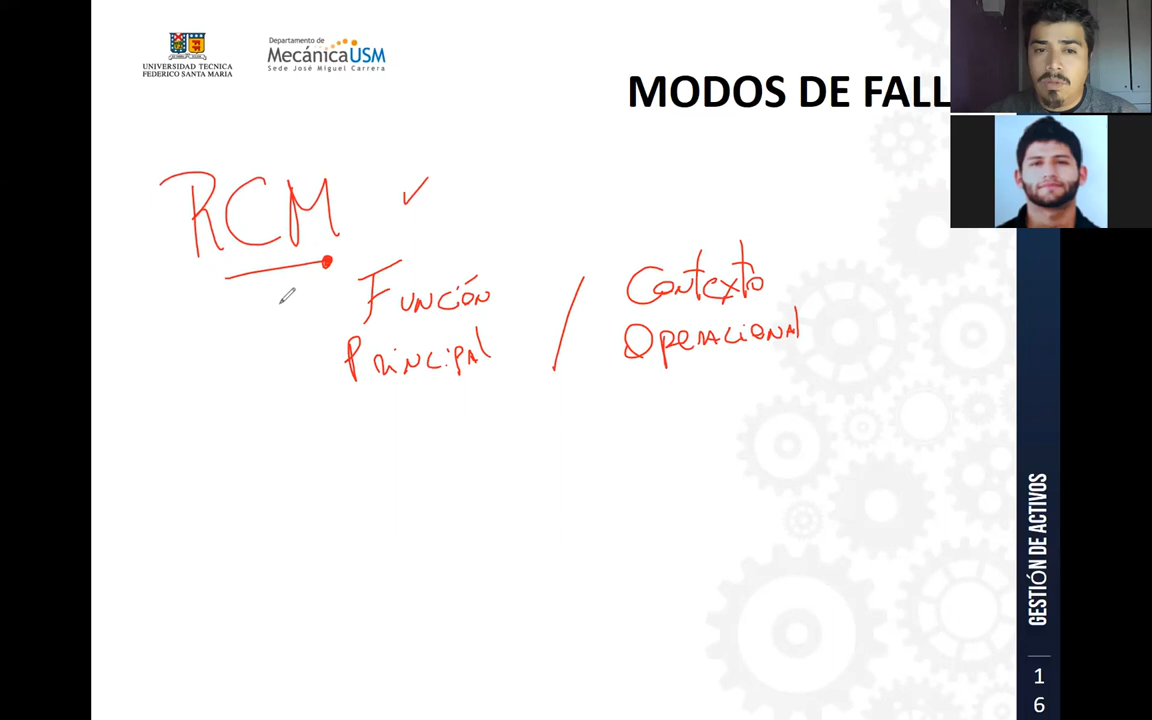 UNIVERSIDAD TECNICA
FEDERICO SANTA MARIA
Departamento de
MecánicaUSM
Sede José Miguel Carrera
MODOS DE FALL
RCM ✓
Función
Principal
/
Contexto
Operacional
GESTIÓN DE ACTIVOS
1
6